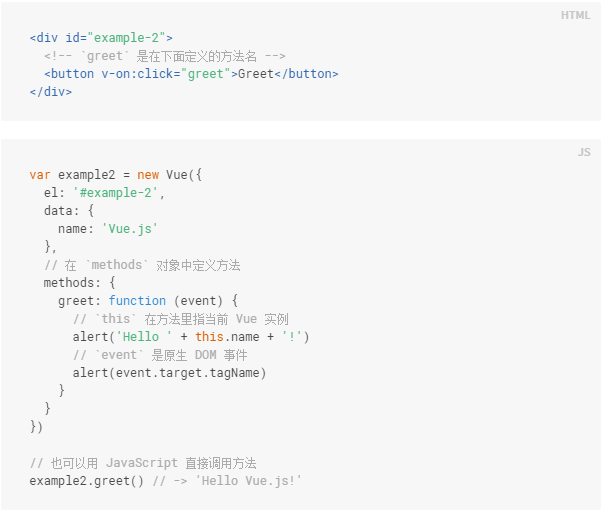 HTML
<div id="example-2">
  <!-- `greet` 是在下面定义的方法名 -->
  <button v-on:click="greet">Greet</button>
</div>
JS
var example2 = new Vue({
  el: '#example-2',
  data: {
    name: 'Vue.js'
  },
  // 在 `methods` 对象中定义方法
  methods: {
    greet: function (event) {
      // `this` 在方法里指当前 Vue 实例
      alert('Hello ' + this.name + '!')
      // `event` 是原生 DOM 事件
      alert(event.target.tagName)
    }
  }
})
// 也可以用 JavaScript 直接调用方法
example2.greet() // -> 'Hello Vue.js!'